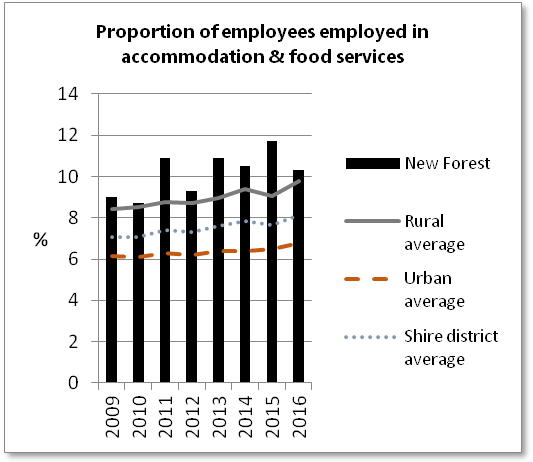 Proportion of employees employed in
accommodation & food services
14
12
10
8
6
4
2
0
%
2009
2010
2011
2012
2013
2014
2015
2016
New Forest
Rural
average
Urban
average
Shire district
average